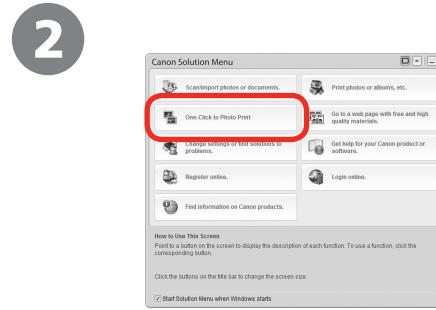 2
Canon Solution Menu
Scan/Import photos or documents.
Print photos or albums, etc.
One-Click to Photo Print
Go to a web page with free and high
quality materials.
Change settings or find solutions to
problems.
Get help for your Canon product or
software.
Register online.
Login online.
Find information on Canon products.
How to Use This Screen
Point to a button on the screen to display the description of each function. To use a function, click the
corresponding button.
Click the buttons on the title bar to change the screen size.
Start Solution Menu when Windows starts